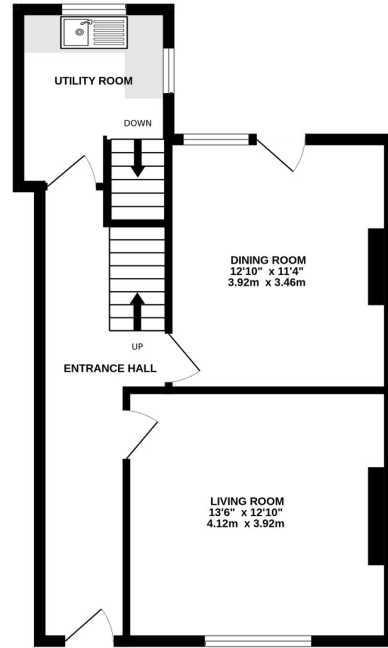 UTILITY ROOM
DOWN
DINING ROOM
12'10" x 11'4"
3.92m x 3.46m
UP
ENTRANCE HALL
LIVING ROOM
13'6" x 12'10"
4.12m x 3.92m